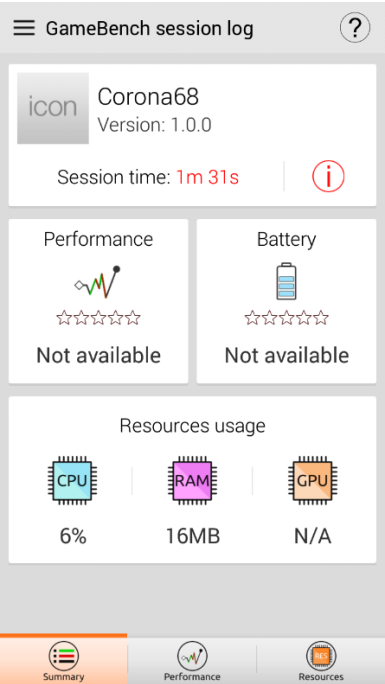 GameBench session log
?
icon
Corona68
Version: 1.0.0
Session time: 1m 31s
i
Performance
Battery
Not available
Not available
Resources usage
CPU
RAM
GPU
6%
16MB
N/A
RES
Summary
Performance
Resources